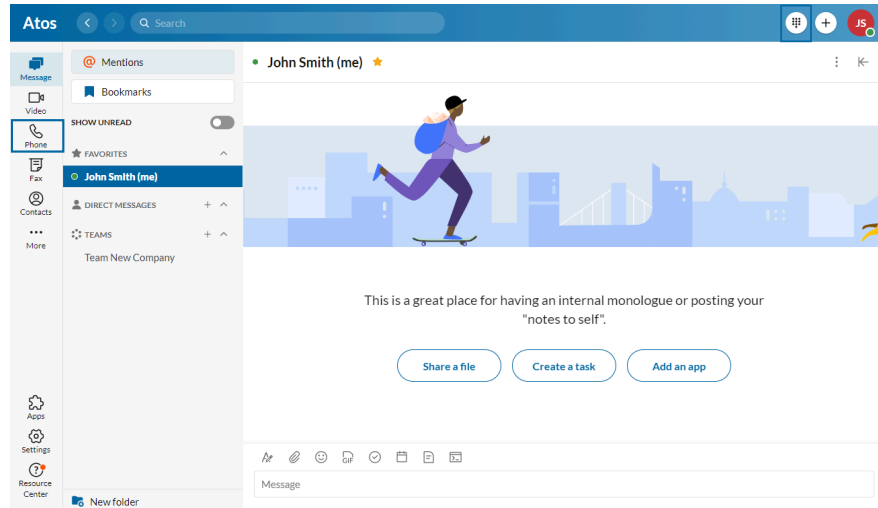 Atos
Search
JS
Message
Video
Phone
Fax
Contacts
More
Apps
Settings
Resource
Center
@ Mentions
Bookmarks
SHOW UNREAD
FAVORITES
John Smith (me)
DIRECT MESSAGES
TEAMS
Team New Company
New folder
John Smith (me)
This is a great place for having an internal monologue or posting your
"notes to self".
Share a file
Create a task
Add an app
GIF
Message